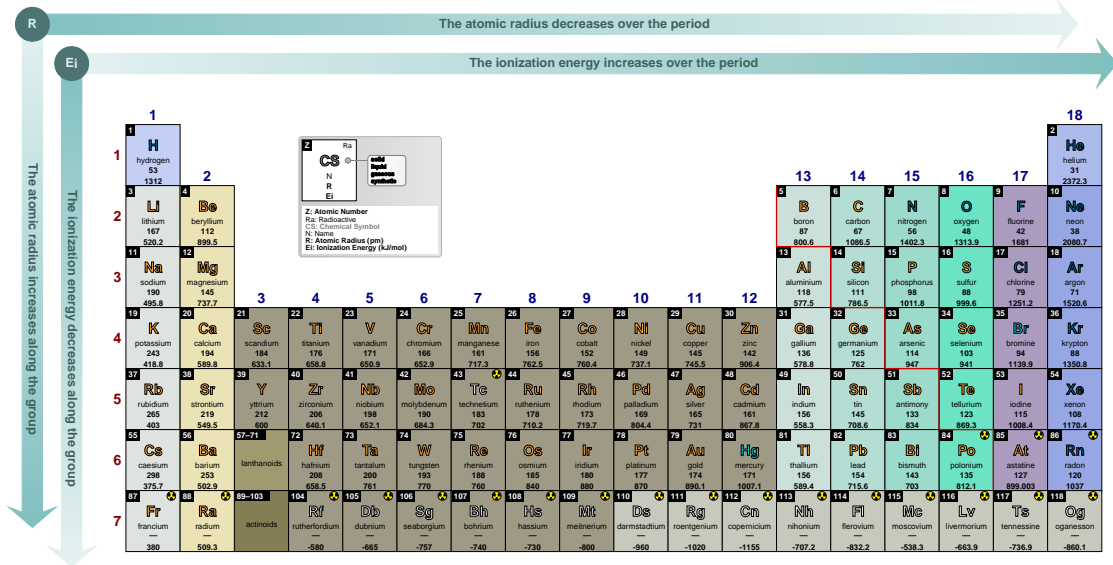 R
The atomic radius decreases over the period
Ei
The ionization energy increases over the period
The atomic radius increases along the group
The ionization energy decreases along the group
1 18
1 2
1 H He
hydrogen helium
53 31
1312 2372.3
Z Ra
CS
solid
liquid
gaseous
synthetic
N
R
Ei
Z: Atomic Number
Ra: Radioactive
CS: Chemical Symbol
N: Name
R: Atomic Radius (pm)
Ei: Ionization Energy (kJ/mol)
2 13 14 15 16 17
3 4 5 6 7 8 9 10
2 Li Be B C N O F Ne
lithium beryllium boron carbon nitrogen oxygen fluorine neon
167 112 87 67 56 48 42 38
520.2 899.5 800.6 1086.5 1402.3 1313.9 1681 2080.7
11 12 13 14 15 16 17 18
3 Na Mg Al Si P S Cl Ar
sodium magnesium aluminium silicon phosphorus sulfur chlorine argon
190 145 118 111 98 88 79 71
495.8 737.7 577.5 786.5 1011.8 999.6 1251.2 1520.6
3 4 5 6 7 8 9 10 11 12
19 20 21 22 23 24 25 26 27 28 29 30 31 32 33 34 35 36
4 K Ca Sc Ti V Cr Mn Fe Co Ni Cu Zn Ga Ge As Se Br Kr
potassium calcium scandium titanium vanadium chromium manganese iron cobalt nickel copper zinc gallium germanium arsenic selenium bromine krypton
243 194 184 176 171 166 161 156 152 149 145 142 136 125 114 103 94 88
418.8 589.8 633.1 658.8 650.9 652.9 717.3 762.5 760.4 737.1 745.5 906.4 578.8 762 947 941 1139.9 1350.8
37 38 39 40 41 42 43 44 45 46 47 48 49 50 51 52 53 54
5 Rb Sr Y Zr Nb Mo Tc Ru Rh Pd Ag Cd In Sn Sb Te I Xe
rubidium strontium yttrium zirconium niobium molybdenum technetium ruthenium rhodium palladium silver cadmium indium tin antimony tellurium iodine xenon
265 219 212 206 198 190 183 178 173 169 165 161 156 145 133 123 115 108
403 549.5 600 640.1 652.1 684.3 702 710.2 719.7 804.4 731 867.8 558.3 708.6 834 869.3 1008.4 1170.4
55 56 57–71 72 73 74 75 76 77 78 79 80 81 82 83 84 85 86
6 Cs Ba lanthanoids Hf Ta W Re Os Ir Pt Au Hg Tl Pb Bi Po At Rn
caesium barium hafnium tantalum tungsten rhenium osmium iridium platinum gold mercury thallium lead bismuth polonium astatine radon
298 253 208 200 193 188 185 180 177 174 171 156 154 143 135 127 120
375.7 502.9 658.5 761 770 760 840 880 870 890.1 1007.1 589.4 715.6 703 812.1 899.003 1037
87 88 89–103 104 105 106 107 108 109 110 111 112 113 114 115 116 117 118
7 Fr Ra actinoids Rf Db Sg Bh Hs Mt Ds Rg Cn Nh Fl Mc Lv Ts Og
francium radium rutherfordium dubnium seaborgium bohrium hassium meitnerium darmstadtium roentgenium copernicium nihonium flerovium moscovium livermorium tennessine oganesson
— — — — — — — — — — — — — — — — —
380 509.3 -580 -665 -757 -740 -730 -800 -960 -1020 -1155 -707.2 -832.2 -538.3 -663.9 -736.9 -860.1